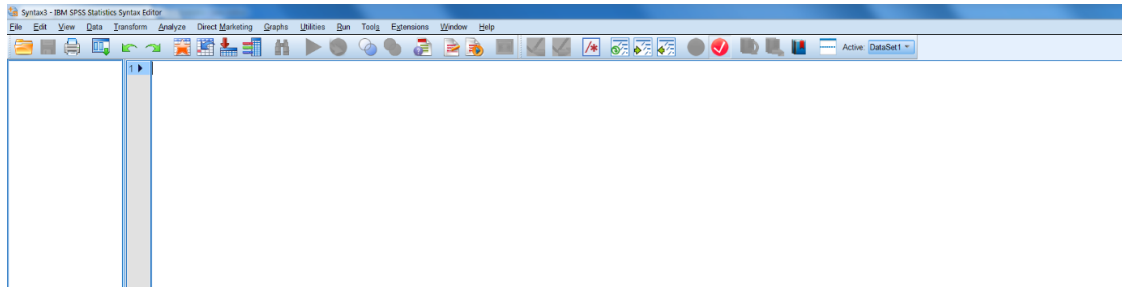 Syntax3 - IBM SPSS Statistics Syntax Editor
File Edit View Data Transform Analyze Direct Marketing Graphs Utilities Run Tools Extensions Window Help
Active: DataSet1
1